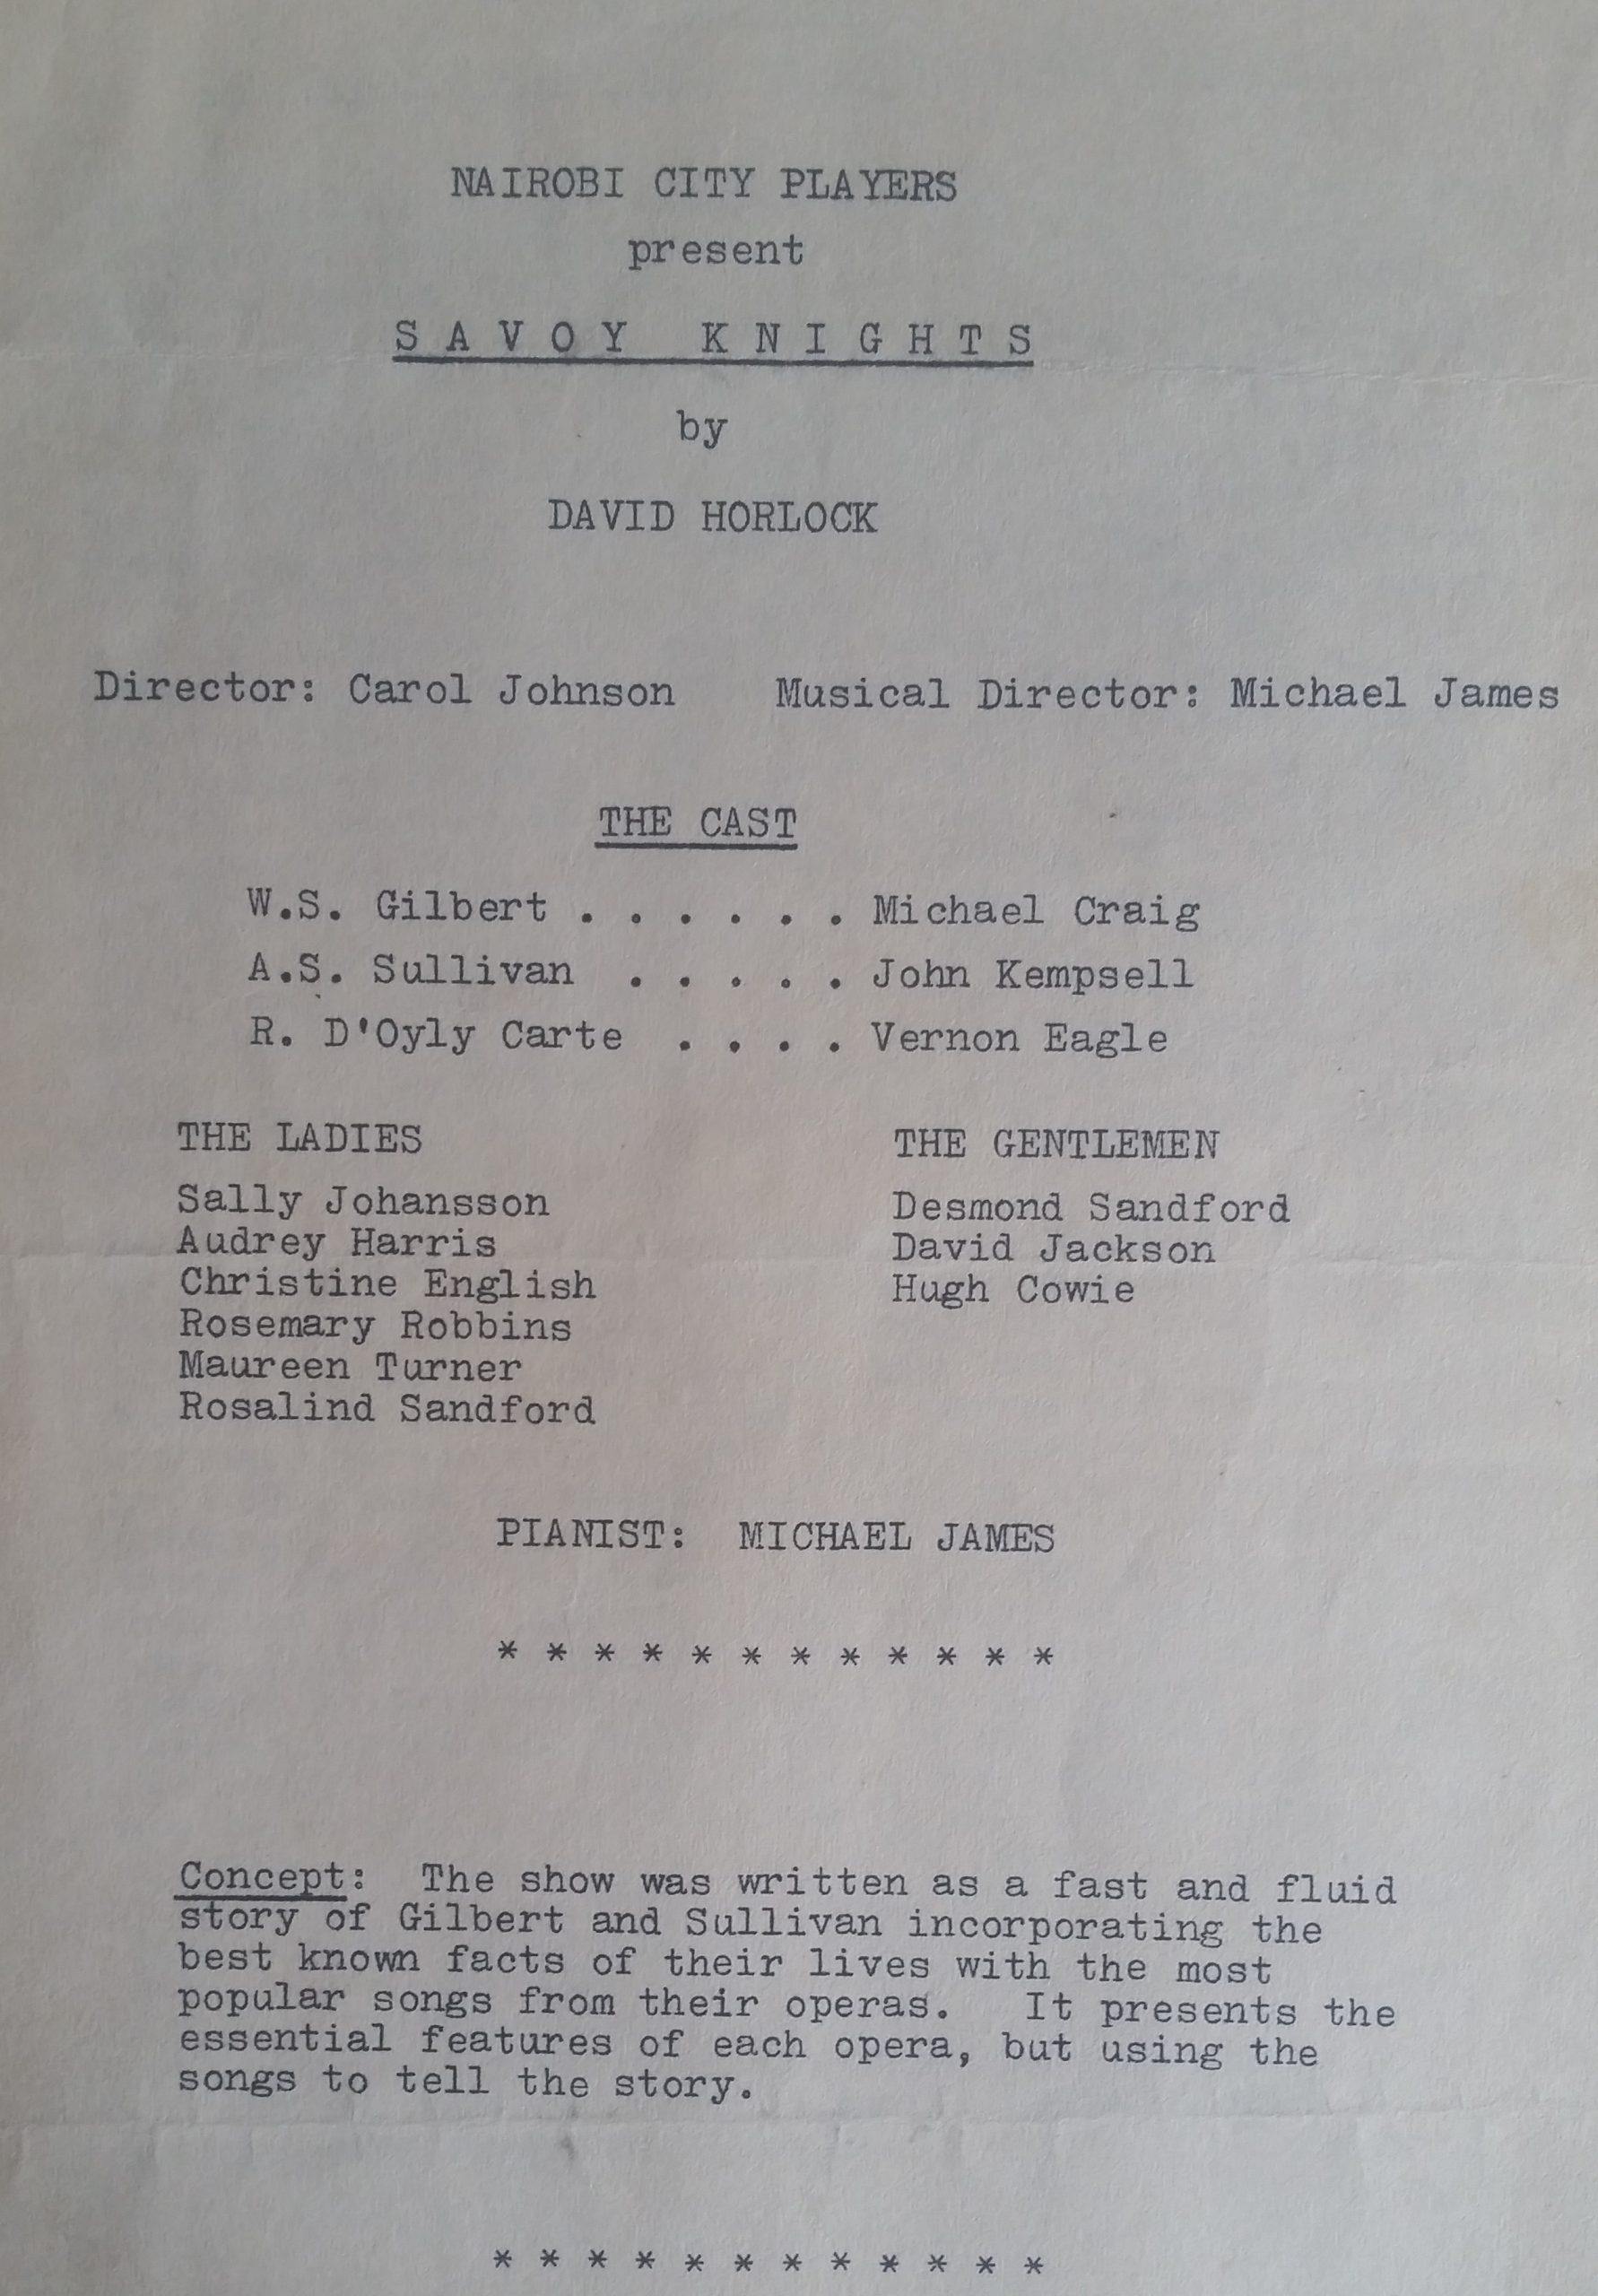 NAIROBI CITY PLAYERS
present
SAVOY KNIGHTS
by
DAVID HORLOCK
Director: Carol Johnson Musical Director: Michael James
THE CAST
W.S. Gilbert . . . . . . Michael Craig
A.S. Sullivan . . . . . John Kempsell
R. D'Oyly Carte . . . . Vernon Eagle
THE LADIES
Sally Johansson
Audrey Harris
Christine English
Rosemary Robbins
Maureen Turner
Rosalind Sandford
THE GENTLEMEN
Desmond Sandford
David Jackson
Hugh Cowie
PIANIST: MICHAEL JAMES
* * * * * * * * * * * *
Concept: The show was written as a fast and fluid
story of Gilbert and Sullivan incorporating the
best known facts of their lives with the most
popular songs from their operas. It presents the
essential features of each opera, but using the
songs to tell the story.
* * * * * * * * * * * *